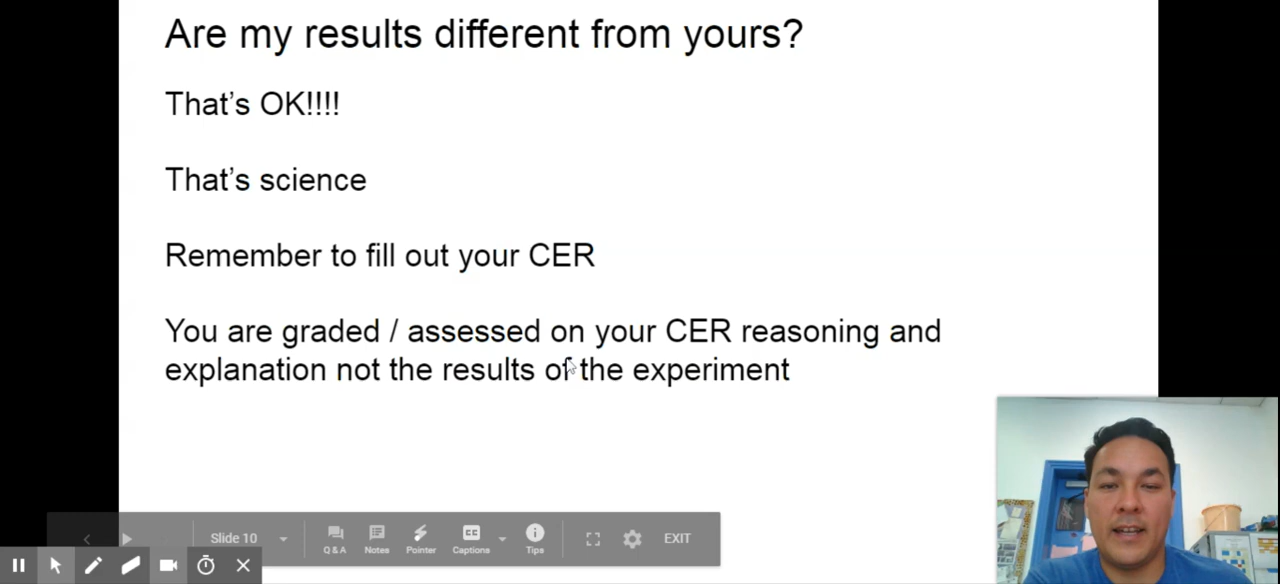 Are my results different from yours?
That's OK!!!!
That's science
Remember to fill out your CER
You are graded / assessed on your CER reasoning and
explanation not the results of the experiment
Slide 10
Q & A
Notes
Pointer
CC
Captions
Tips
EXIT